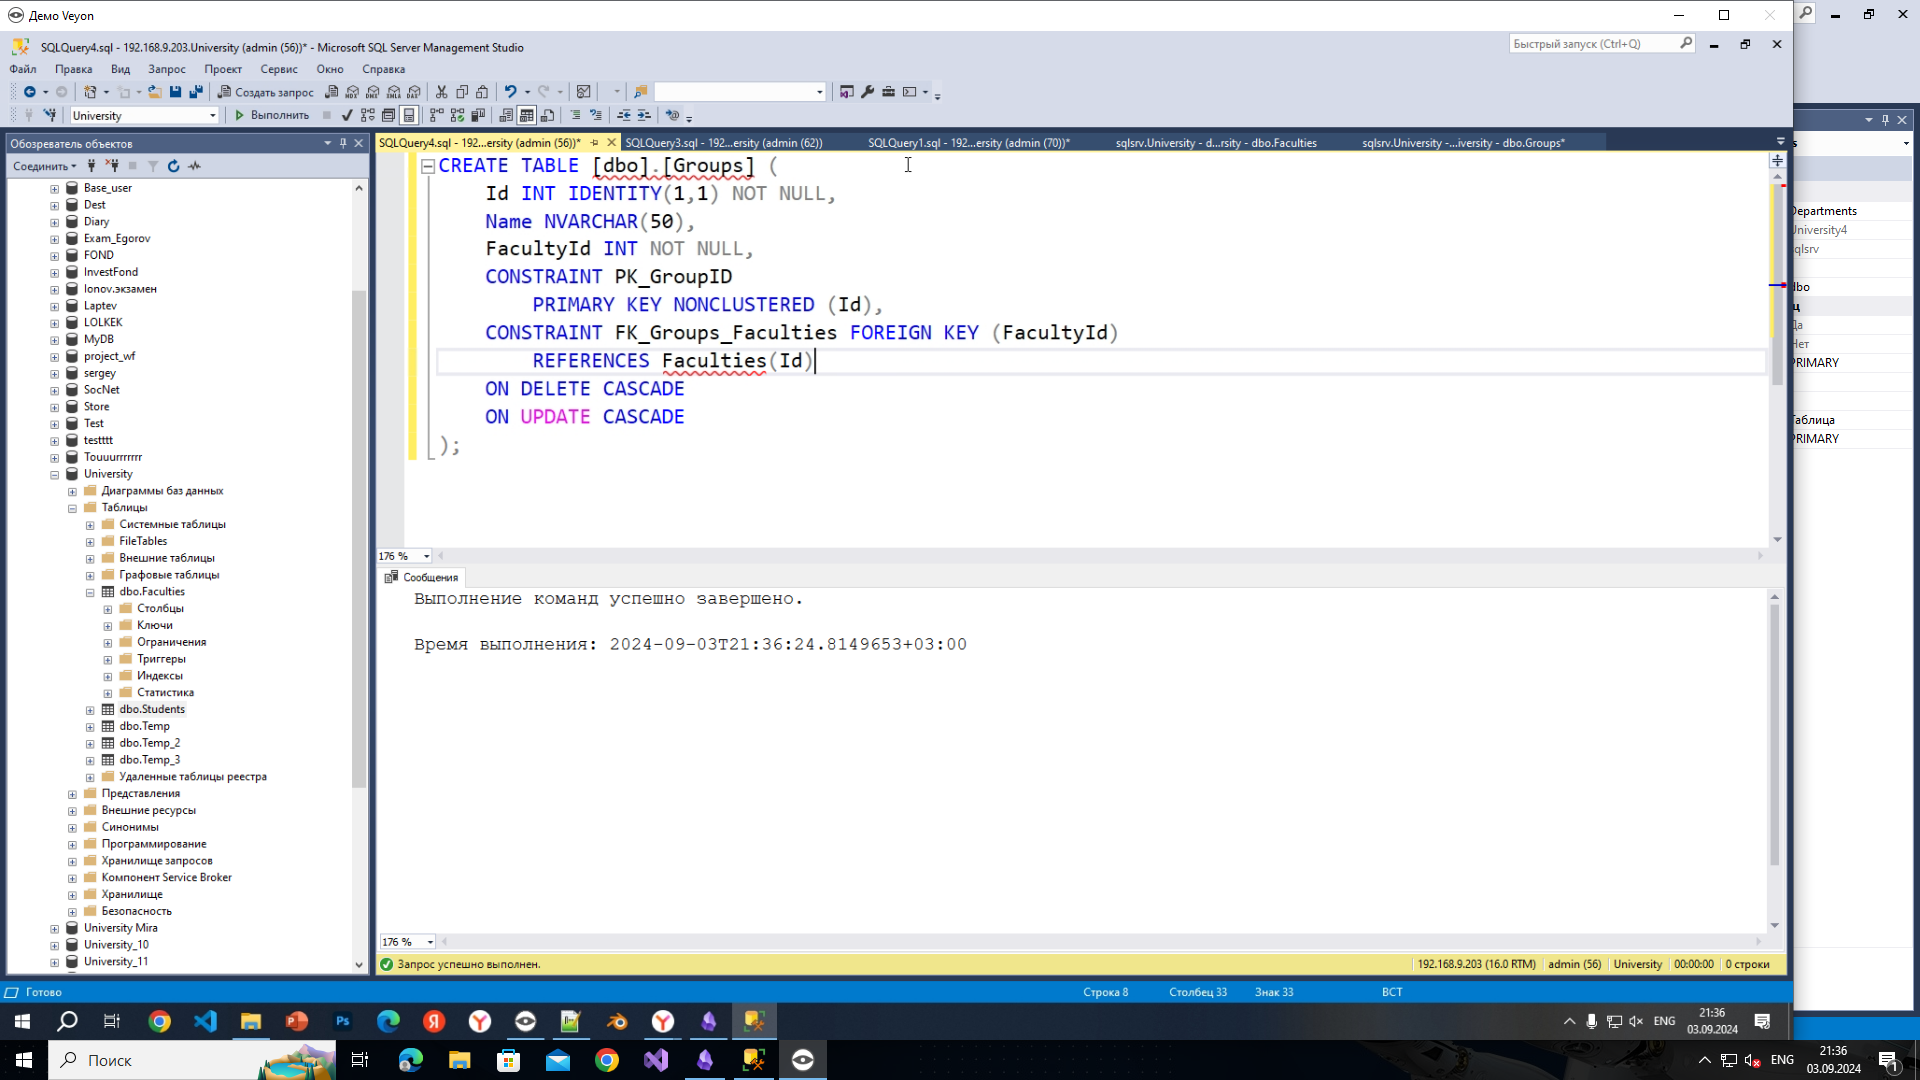 Демо Veyon
SQLQuery4.sql - 192.168.9.203.University (admin (56))* - Microsoft SQL Server Management Studio
Быстрый запуск (Ctrl+Q)
Файл Правка Вид Запрос Проект Сервис Окно Справка
Создать запрос
University Выполнить
Обозреватель объектов
SQLQuery4.sql - 192...ersity (admin (56))* SQLQuery3.sql - 192...ersity (admin (62)) SQLQuery1.sql - 192...ersity (admin (70))* sqlsrv.University - d...rsity - dbo.Faculties sqlsrv.University -...iversity - dbo.Groups*
Соединить
Base_user
Dest
Diary
Exam_Egorov
FOND
InvestFond
Ionov.экзамен
Laptev
LOLKEK
MyDB
project_wf
sergey
SocNet
Store
Test
testttt
Touuurrrrrrr
University
Диаграммы баз данных
Таблицы
Системные таблицы
FileTables
Внешние таблицы
Графовые таблицы
dbo.Faculties
Столбцы
Ключи
Ограничения
Триггеры
Индексы
Статистика
dbo.Students
dbo.Temp
dbo.Temp_2
dbo.Temp_3
Удаленные таблицы реестра
Представления
Внешние ресурсы
Синонимы
Программирование
Хранилище запросов
Компонент Service Broker
Хранилище
Безопасность
University Mira
University_10
University_11
CREATE TABLE [dbo].[Groups] (
Id INT IDENTITY(1,1) NOT NULL,
Name NVARCHAR(50),
FacultyId INT NOT NULL,
CONSTRAINT PK_GroupID
PRIMARY KEY NONCLUSTERED (Id),
CONSTRAINT FK_Groups_Faculties FOREIGN KEY (FacultyId)
REFERENCES Faculties(Id)
ON DELETE CASCADE
ON UPDATE CASCADE
);
176 %
Сообщения
Выполнение команд успешно завершено.
Время выполнения: 2024-09-03T21:36:24.8149653+03:00
176 %
Запрос успешно выполнен. 192.168.9.203 (16.0 RTM) admin (56) University 00:00:00 0 строки
Departments
University4
sqlsrv
dbo
Да
Нет
PRIMARY
Таблица
PRIMARY
Готово Строка 8 Столбец 33 Знак 33 ВСТ
ENG 21:36
03.09.2024
Поиск
ENG 21:36
03.09.2024
1